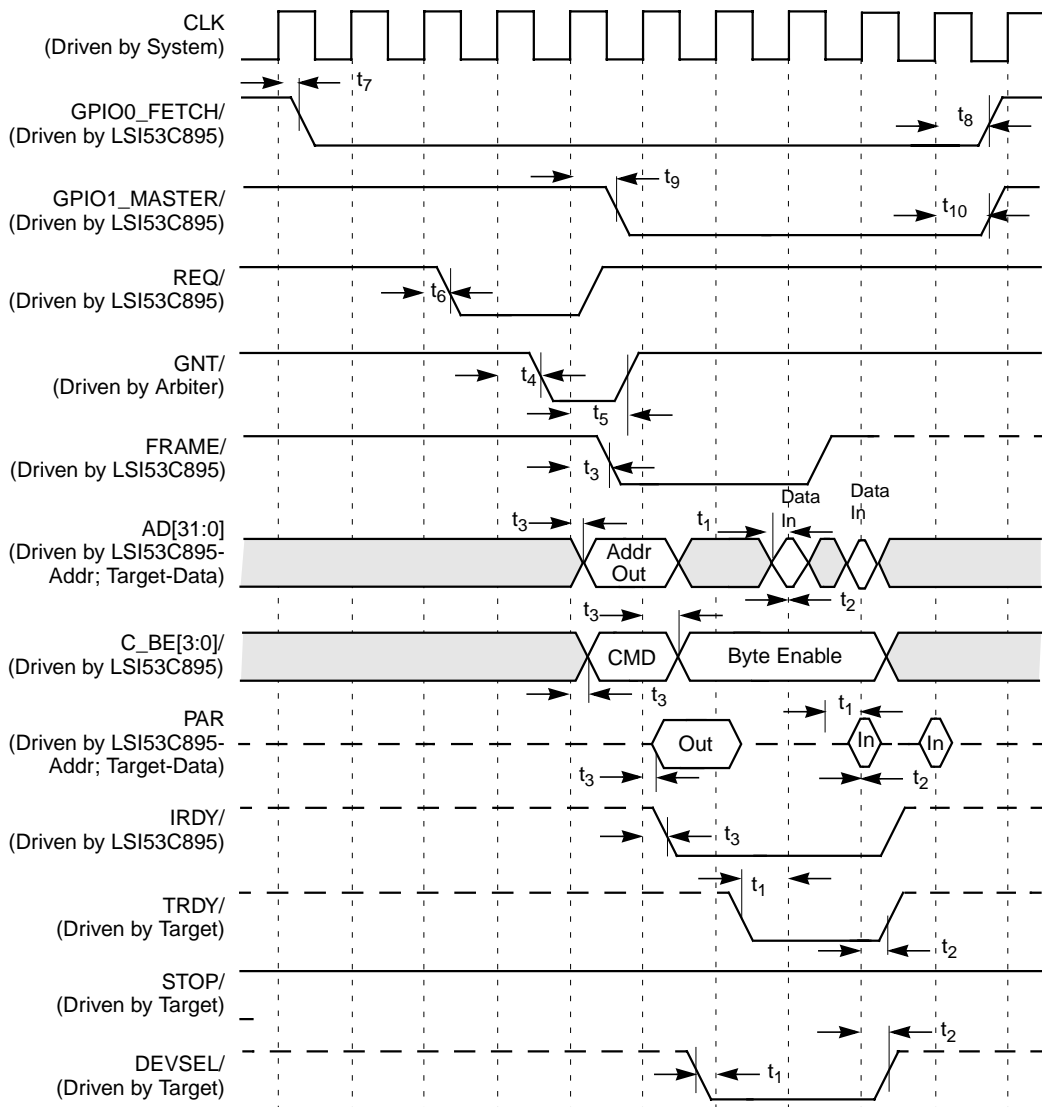 CLK
(Driven by System)
t7
GPIO0_FETCH/
(Driven by LSI53C895)
t8
GPIO1_MASTER/
(Driven by LSI53C895)
t9
t10
REQ/
(Driven by LSI53C895)
t6
GNT/
(Driven by Arbiter)
t4
t5
FRAME/
(Driven by LSI53C895)
t3
Data
In
Data
In
AD[31:0]
(Driven by LSI53C895-
Addr; Target-Data)
t3
Addr
Out
t1
t2
C_BE[3:0]/
(Driven by LSI53C895)
t3
CMD
Byte Enable
t3
PAR
(Driven by LSI53C895-
Addr; Target-Data)
Out
t1
In
In
t3
t2
IRDY/
(Driven by LSI53C895)
t3
TRDY/
(Driven by Target)
t1
t2
STOP/
(Driven by Target)
DEVSEL/
(Driven by Target)
t2
t1